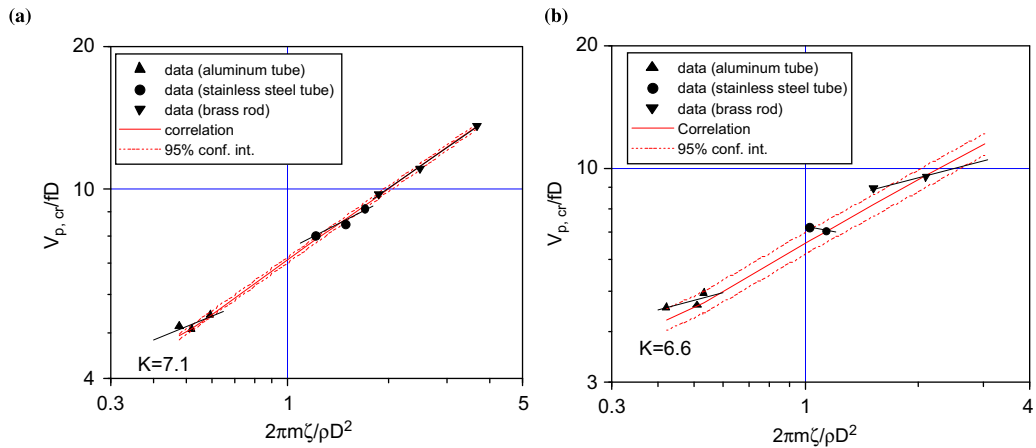 (a)
20
data (aluminum tube)
data (stainless steel tube)
data (brass rod)
correlation
95% conf. int.
10
V_{p, cr}/fD
4
K=7.1
0.3
1
5
2πmζ/ρD²
(b)
20
data (aluminum tube)
data (stainless steel tube)
data (brass rod)
Correlation
95% conf. int.
10
V_{p, cr}/fD
3
K=6.6
0.3
1
4
2πmζ/ρD²